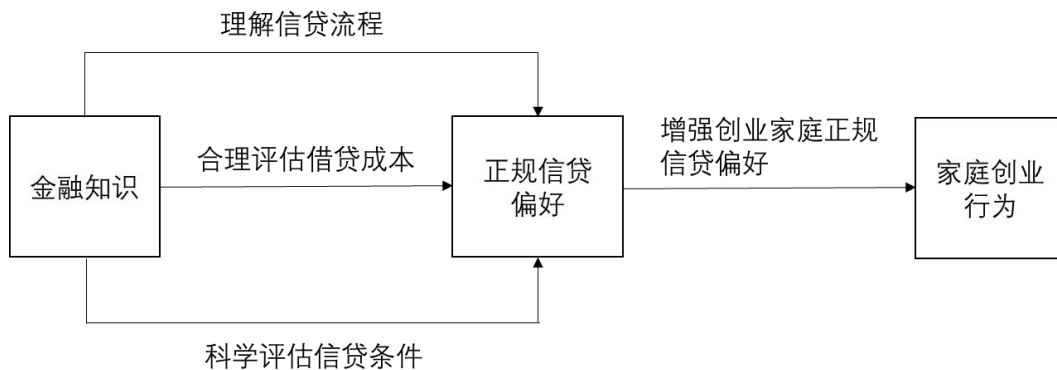 理解信贷流程
金融知识
合理评估借贷成本
正规信贷
偏好
增强创业家庭正规
信贷偏好
家庭创业
行为
科学评估信贷条件